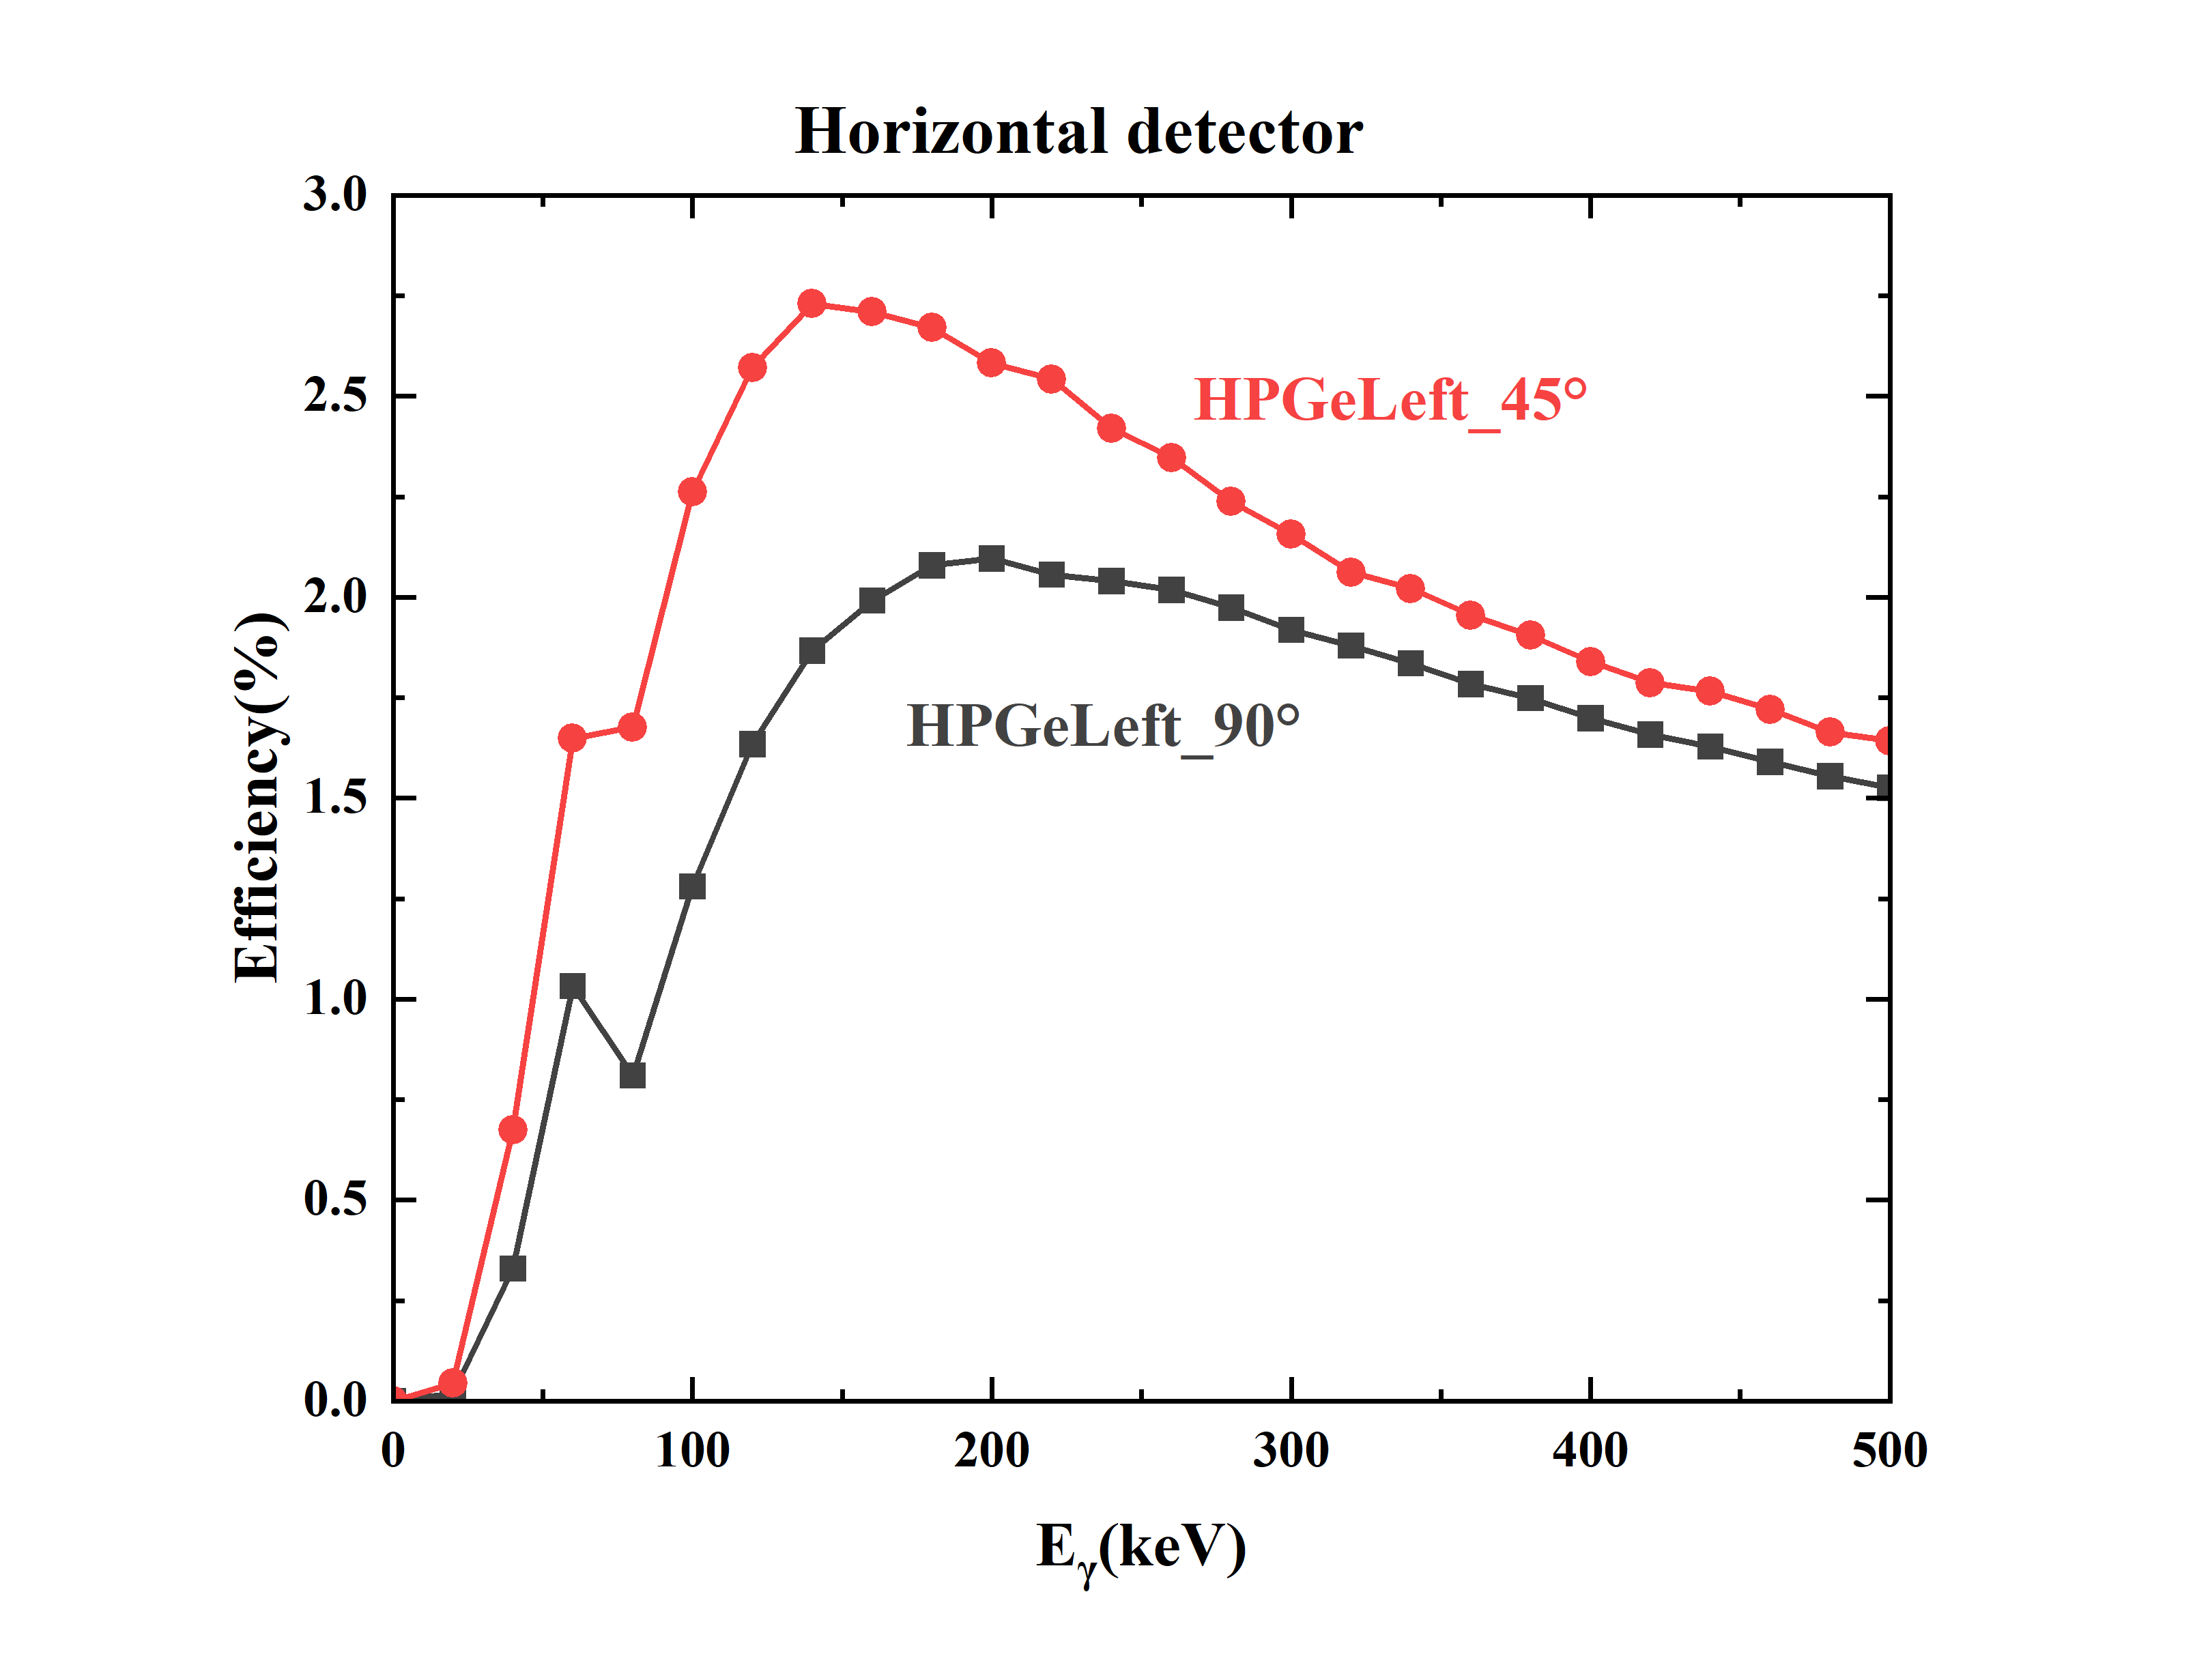 Horizontal detector
3.0
2.5
2.0
1.5
1.0
0.5
0.0
Efficiency(%)
HPGeLeft_45°
HPGeLeft_90°
0 100 200 300 400 500
Eγ(keV)